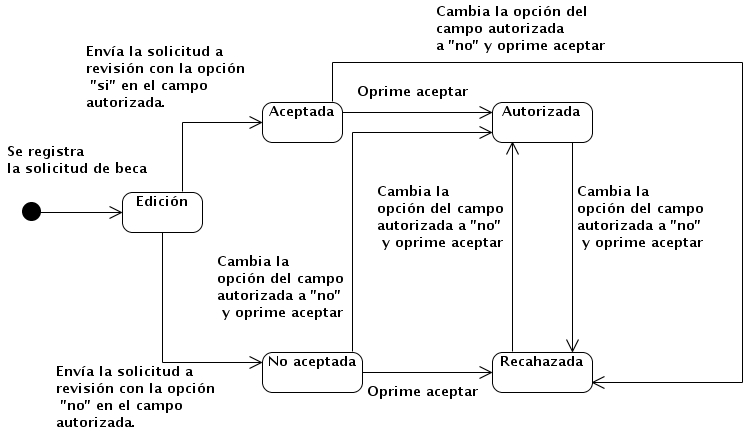 Cambia la opción del
campo autorizada
a "no" y oprime aceptar
Envía la solicitud a
revisión con la opción
"si" en el campo
autorizada.
Oprime aceptar
Aceptada
Autorizada
Se registra
la solicitud de beca
Edición
Cambia la
opción del campo
autorizada a "no"
y oprime aceptar
Cambia la
opción del campo
autorizada a "no"
y oprime aceptar
Cambia la
opción del campo
autorizada a "no"
y oprime aceptar
No aceptada
Recahazada
Oprime aceptar
Envía la solicitud a
revisión con la opción
"no" en el campo
autorizada.